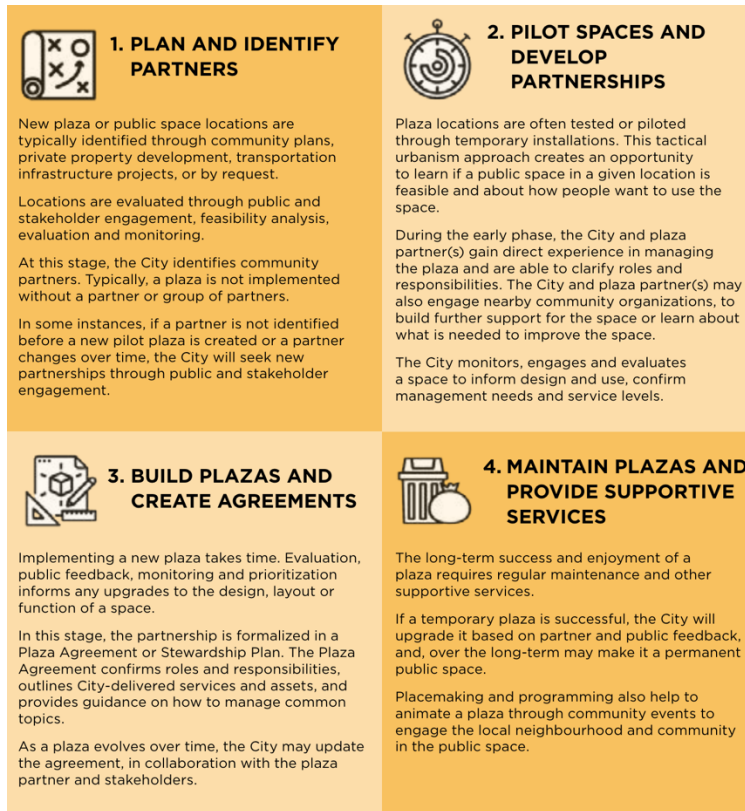 1. PLAN AND IDENTIFY
PARTNERS
New plaza or public space locations are
typically identified through community plans,
private property development, transportation
infrastructure projects, or by request.
Locations are evaluated through public and
stakeholder engagement, feasibility analysis,
evaluation and monitoring.
At this stage, the City identifies community
partners. Typically, a plaza is not implemented
without a partner or group of partners.
In some instances, if a partner is not identified
before a new pilot plaza is created or a partner
changes over time, the City will seek new
partnerships through public and stakeholder
engagement.
2. PILOT SPACES AND
DEVELOP
PARTNERSHIPS
Plaza locations are often tested or piloted
through temporary installations. This tactical
urbanism approach creates an opportunity
to learn if a public space in a given location is
feasible and about how people want to use the
space.
During the early phase, the City and plaza
partner(s) gain direct experience in managing
the plaza and are able to clarify roles and
responsibilities. The City and plaza partner(s) may
also engage nearby community organizations, to
build further support for the space or learn about
what is needed to improve the space.
The City monitors, engages and evaluates
a space to inform design and use, confirm
management needs and service levels.
3. BUILD PLAZAS AND
CREATE AGREEMENTS
Implementing a new plaza takes time. Evaluation,
public feedback, monitoring and prioritization
informs any upgrades to the design, layout or
function of a space.
In this stage, the partnership is formalized in a
Plaza Agreement or Stewardship Plan. The Plaza
Agreement confirms roles and responsibilities,
outlines City-delivered services and assets, and
provides guidance on how to manage common
topics.
As a plaza evolves over time, the City may update
the agreement, in collaboration with the plaza
partner and stakeholders.
4. MAINTAIN PLAZAS AND
PROVIDE SUPPORTIVE
SERVICES
The long-term success and enjoyment of a
plaza requires regular maintenance and other
supportive services.
If a temporary plaza is successful, the City will
upgrade it based on partner and public feedback,
and, over the long-term may make it a permanent
public space.
Placemaking and programming also help to
animate a plaza through community events to
engage the local neighbourhood and community
in the public space.